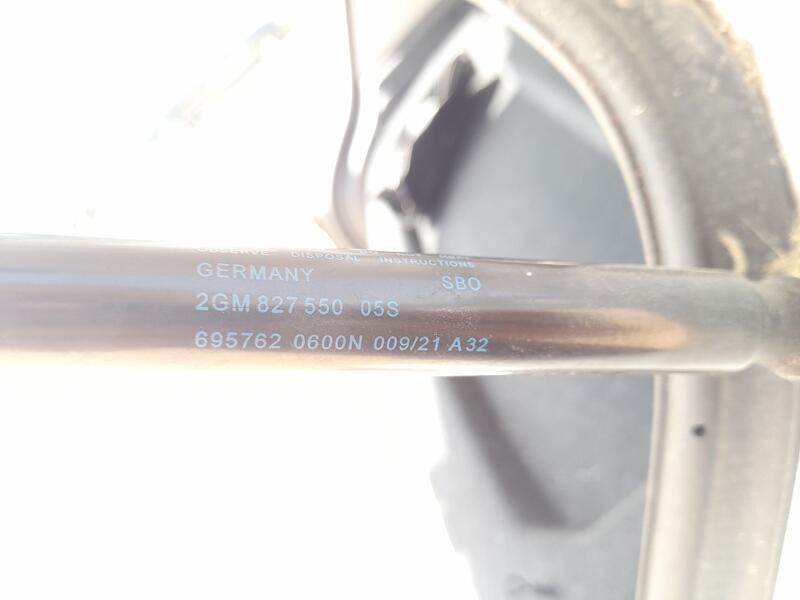 OBSERVE DISPOSAL INSTRUCTIONS
GERMANY SBO
2GM 827 550 05S
695762 0600N 009/21 A32